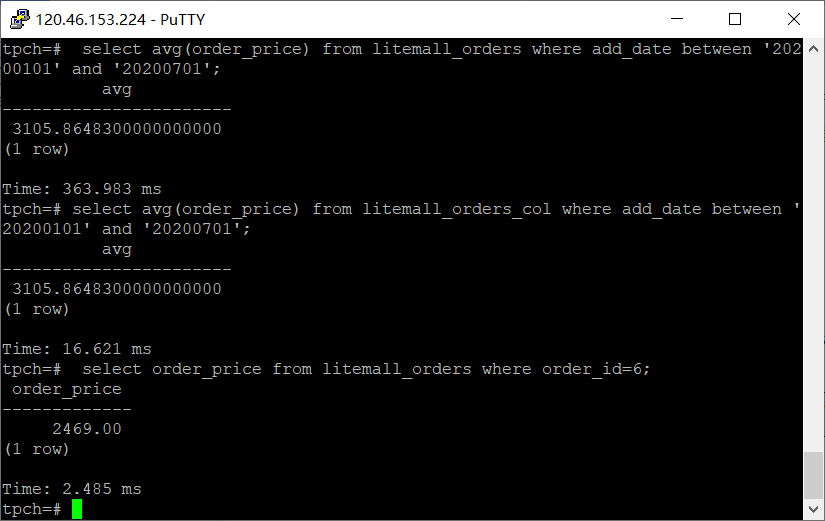 120.46.153.224 - PuTTY
tpch=#  select avg(order_price) from litemall_orders where add_date between '202
00101' and '20200701';
          avg
-----------------------
 3105.8648300000000000
(1 row)

Time: 363.983 ms
tpch=# select avg(order_price) from litemall_orders_col where add_date between '
20200101' and '20200701';
          avg
-----------------------
 3105.8648300000000000
(1 row)

Time: 16.621 ms
tpch=#  select order_price from litemall_orders where order_id=6;
 order_price
-------------
     2469.00
(1 row)

Time: 2.485 ms
tpch=#